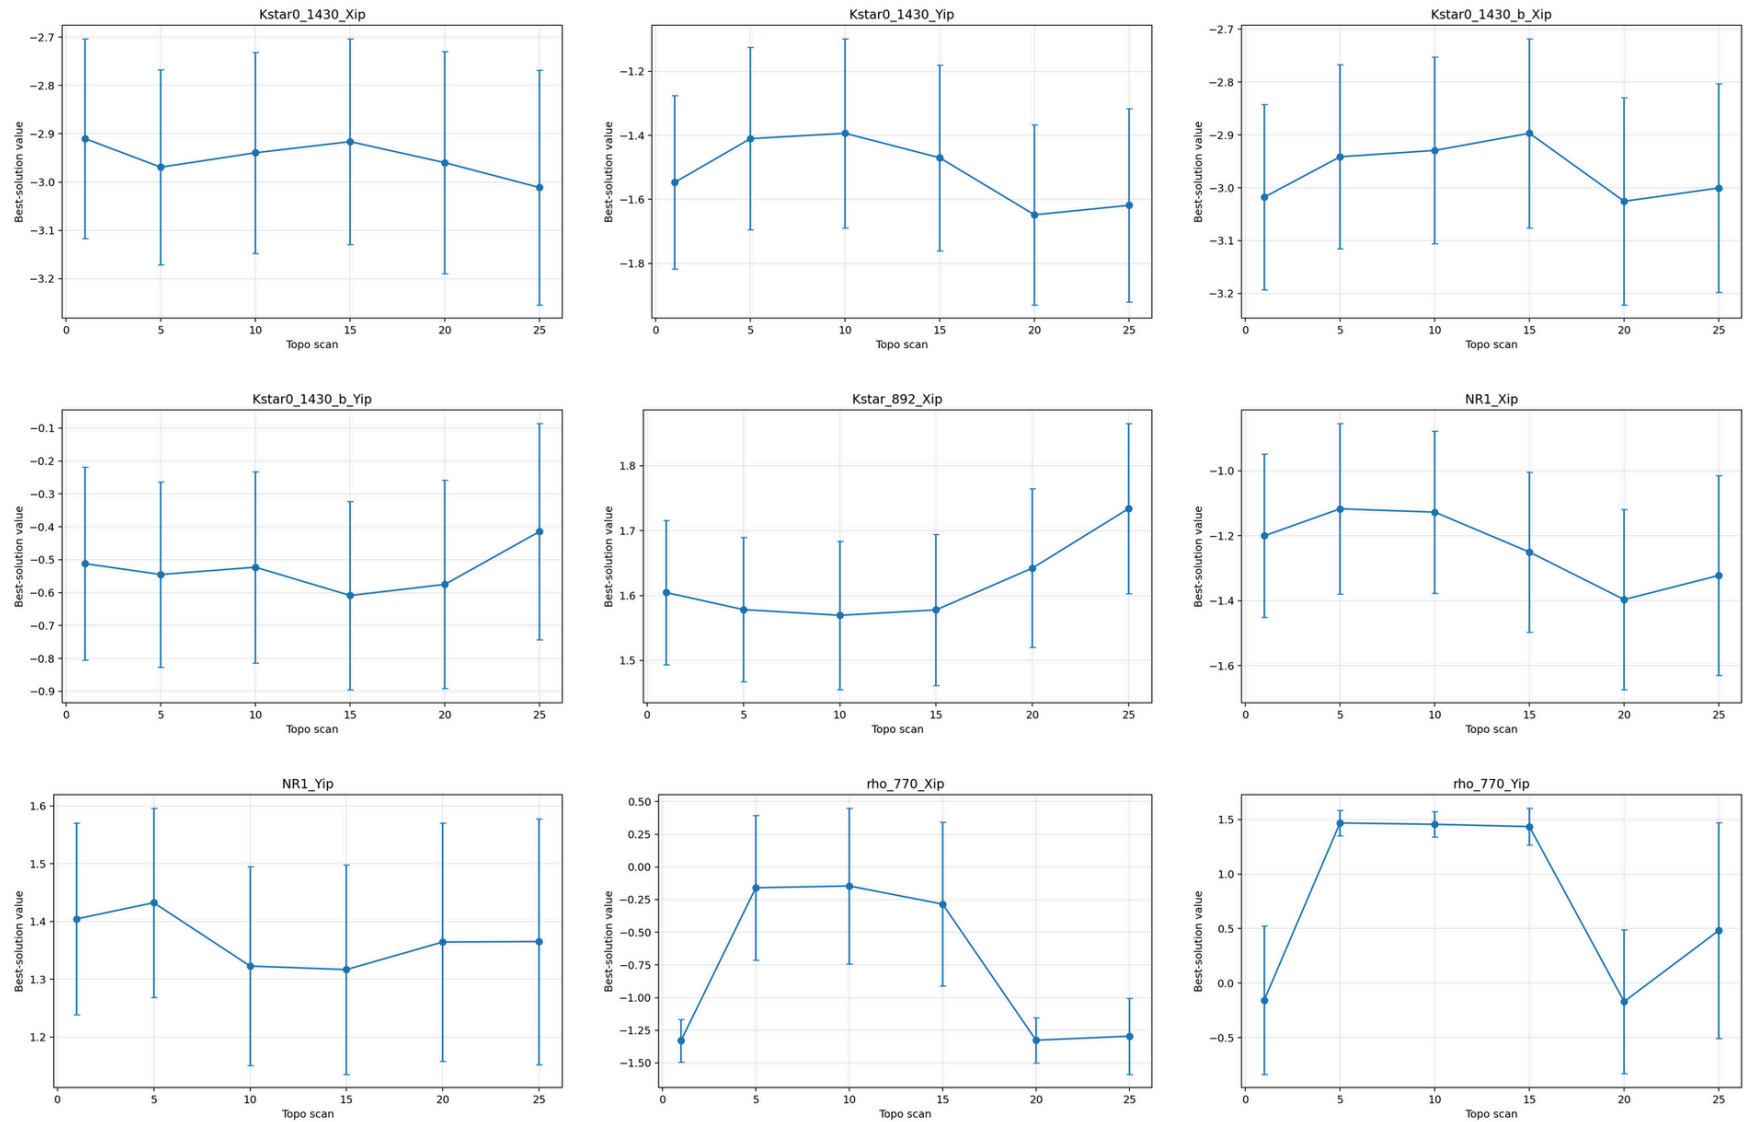 Kstar0_1430_Xip
Best-solution value
−2.7
−2.8
−2.9
−3.0
−3.1
−3.2
0 5 10 15 20 25
Topo scan
Kstar0_1430_Yip
Best-solution value
−1.2
−1.4
−1.6
−1.8
0 5 10 15 20 25
Topo scan
Kstar0_1430_b_Xip
Best-solution value
−2.7
−2.8
−2.9
−3.0
−3.1
−3.2
0 5 10 15 20 25
Topo scan
Kstar0_1430_b_Yip
Best-solution value
−0.1
−0.2
−0.3
−0.4
−0.5
−0.6
−0.7
−0.8
−0.9
0 5 10 15 20 25
Topo scan
Kstar_892_Xip
Best-solution value
1.8
1.7
1.6
1.5
0 5 10 15 20 25
Topo scan
NR1_Xip
Best-solution value
−1.0
−1.2
−1.4
−1.6
0 5 10 15 20 25
Topo scan
NR1_Yip
Best-solution value
1.6
1.5
1.4
1.3
1.2
0 5 10 15 20 25
Topo scan
rho_770_Xip
Best-solution value
0.50
0.25
0.00
−0.25
−0.50
−0.75
−1.00
−1.25
−1.50
0 5 10 15 20 25
Topo scan
rho_770_Yip
Best-solution value
1.5
1.0
0.5
0.0
−0.5
0 5 10 15 20 25
Topo scan